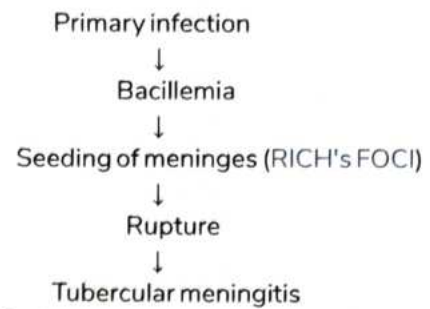 Primary infection
↓
Bacillemia
↓
Seeding of meninges (RICH's FOCI)
↓
Rupture
↓
Tubercular meningitis